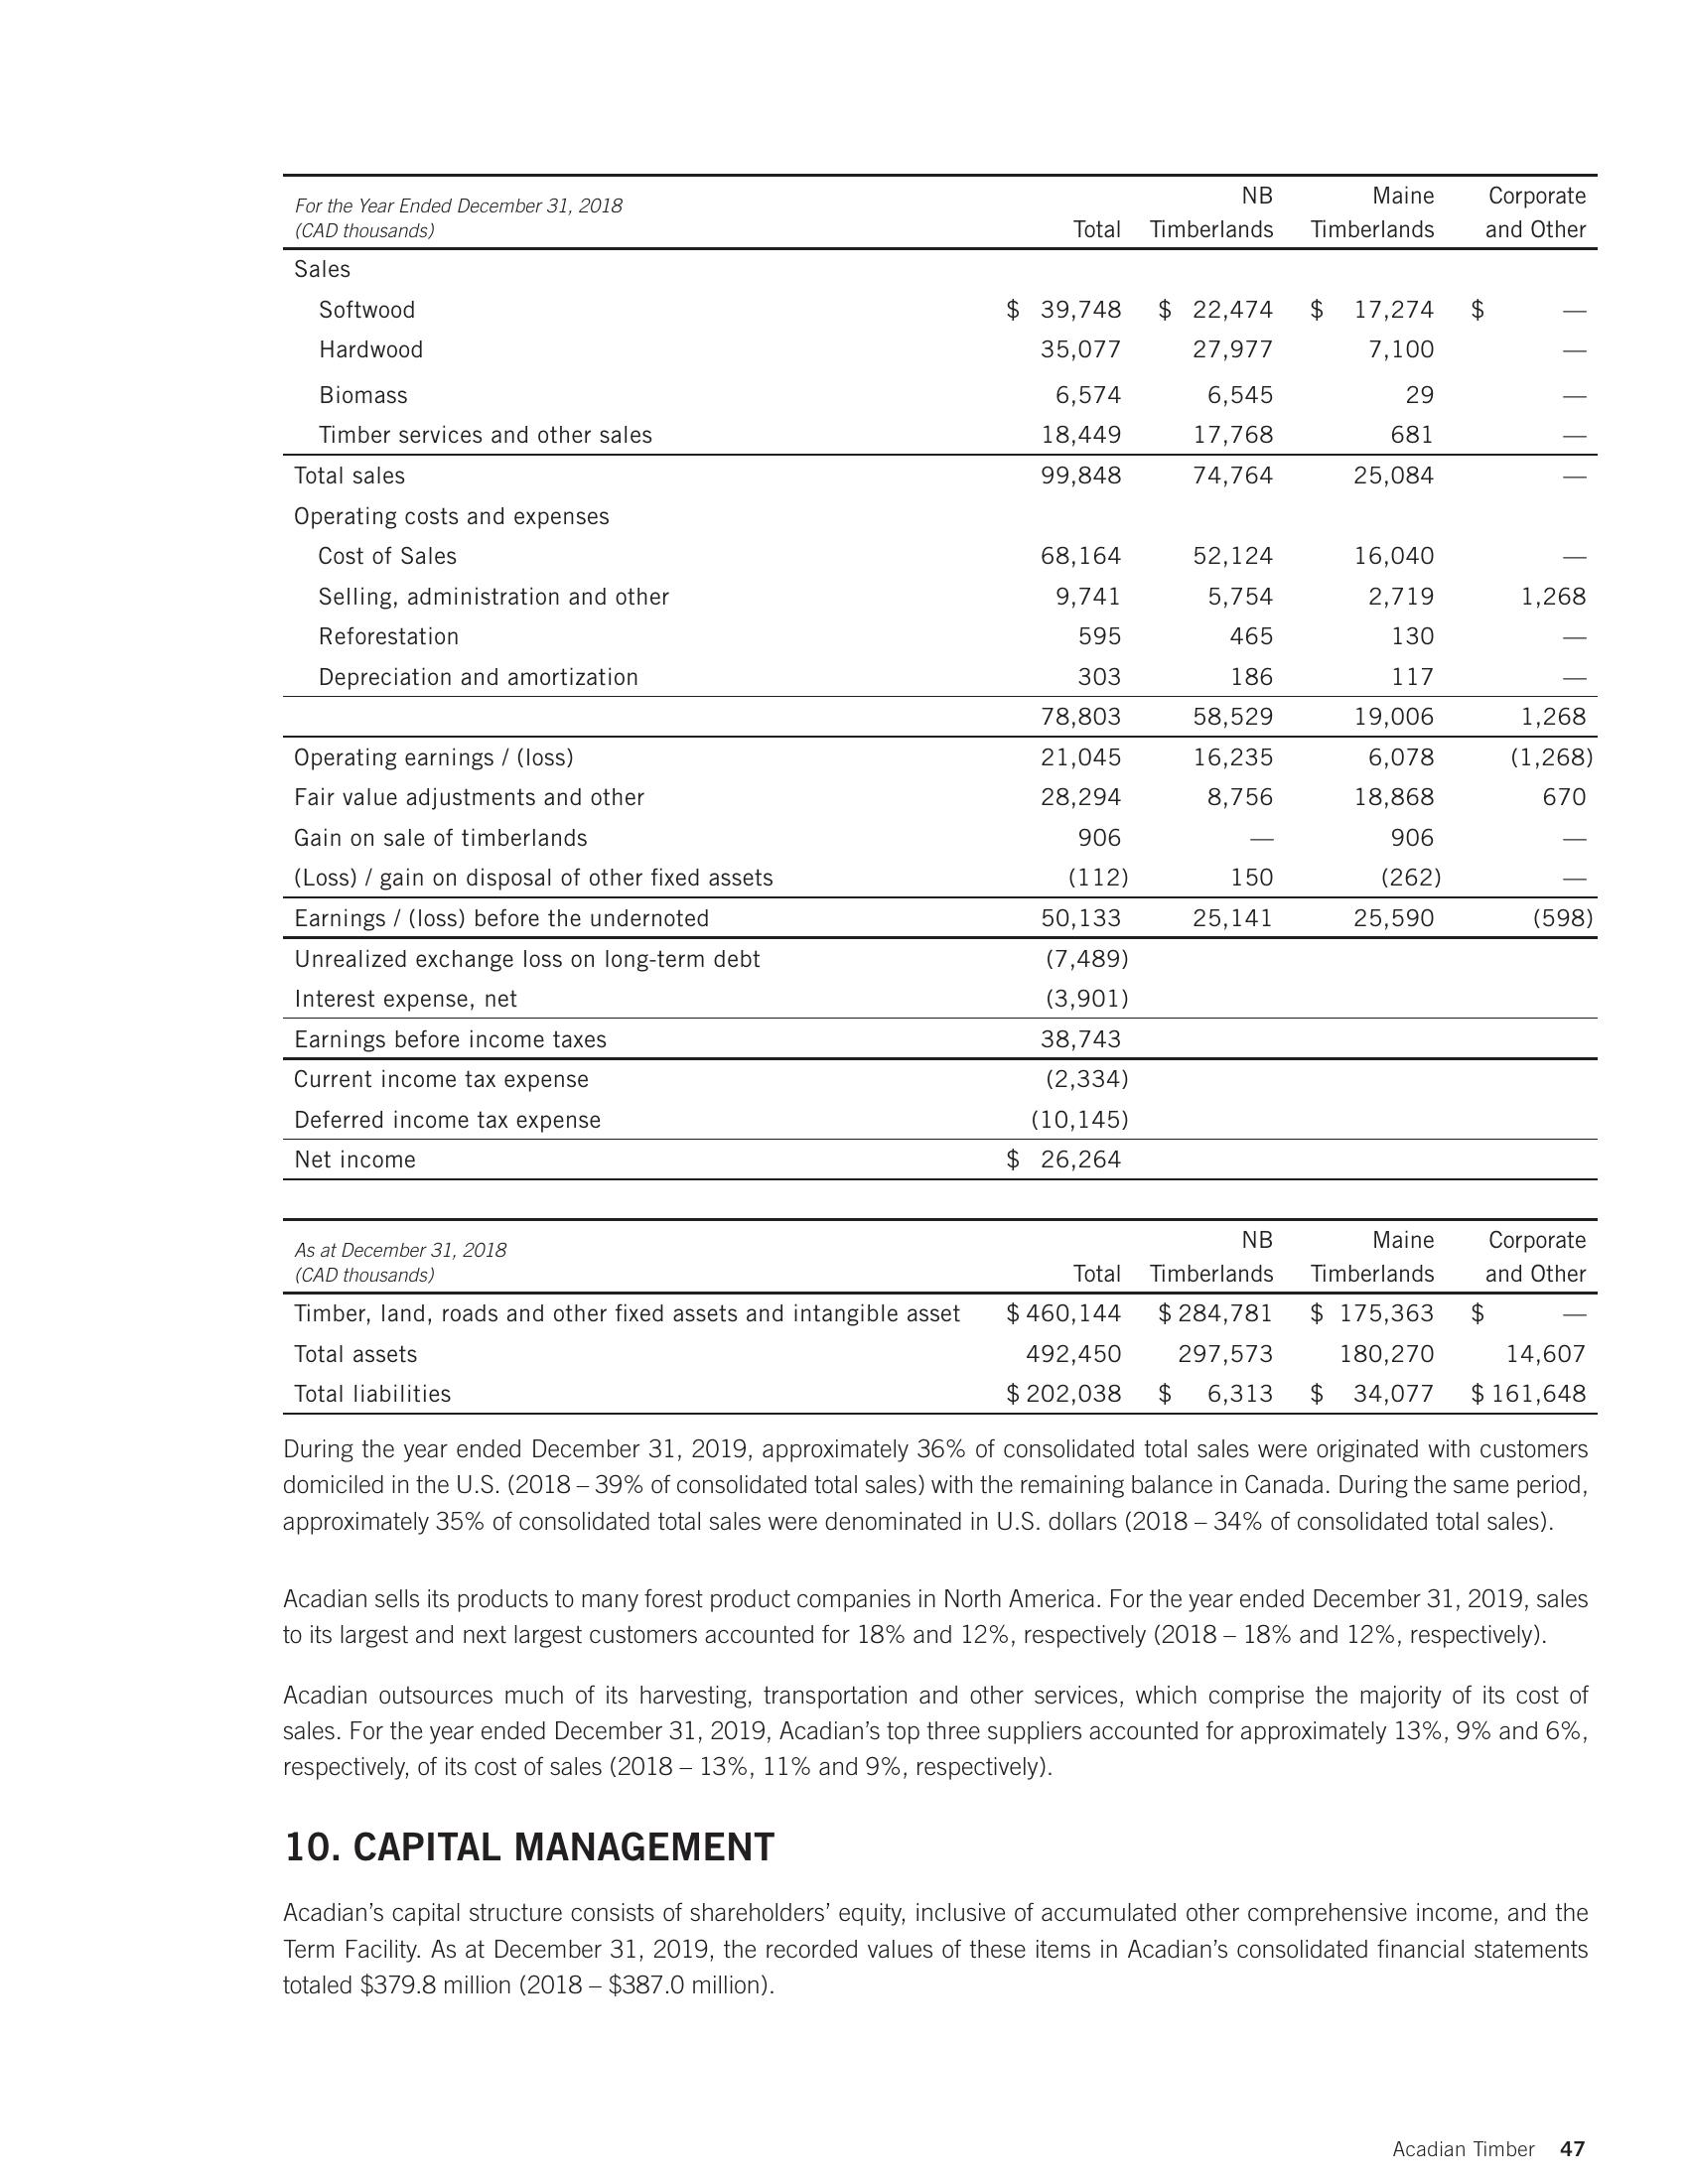 For the Year Ended December 31, 2018 NB Maine Corporate
(CAD thousands) Total Timberlands Timberlands and Other
Sales
Softwood $ 39,748 $ 22,474 $ 17,274 $ —
Hardwood 35,077 27,977 7,100 —
Biomass 6,574 6,545 29 —
Timber services and other sales 18,449 17,768 681 —
Total sales 99,848 74,764 25,084 —
Operating costs and expenses
Cost of Sales 68,164 52,124 16,040 —
Selling, administration and other 9,741 5,754 2,719 1,268
Reforestation 595 465 130 —
Depreciation and amortization 303 186 117 —
78,803 58,529 19,006 1,268
Operating earnings / (loss) 21,045 16,235 6,078 (1,268)
Fair value adjustments and other 28,294 8,756 18,868 670
Gain on sale of timberlands 906 — 906 —
(Loss) / gain on disposal of other fixed assets (112) 150 (262) —
Earnings / (loss) before the undernoted 50,133 25,141 25,590 (598)
Unrealized exchange loss on long-term debt (7,489)
Interest expense, net (3,901)
Earnings before income taxes 38,743
Current income tax expense (2,334)
Deferred income tax expense (10,145)
Net income $ 26,264
As at December 31, 2018 NB Maine Corporate
(CAD thousands) Total Timberlands Timberlands and Other
Timber, land, roads and other fixed assets and intangible asset $ 460,144 $ 284,781 $ 175,363 $ —
Total assets 492,450 297,573 180,270 14,607
Total liabilities $ 202,038 $ 6,313 $ 34,077 $ 161,648
During the year ended December 31, 2019, approximately 36% of consolidated total sales were originated with customers
domiciled in the U.S. (2018 – 39% of consolidated total sales) with the remaining balance in Canada. During the same period,
approximately 35% of consolidated total sales were denominated in U.S. dollars (2018 – 34% of consolidated total sales).
Acadian sells its products to many forest product companies in North America. For the year ended December 31, 2019, sales
to its largest and next largest customers accounted for 18% and 12%, respectively (2018 – 18% and 12%, respectively).
Acadian outsources much of its harvesting, transportation and other services, which comprise the majority of its cost of
sales. For the year ended December 31, 2019, Acadian’s top three suppliers accounted for approximately 13%, 9% and 6%,
respectively, of its cost of sales (2018 – 13%, 11% and 9%, respectively).
10. CAPITAL MANAGEMENT
Acadian’s capital structure consists of shareholders’ equity, inclusive of accumulated other comprehensive income, and the
Term Facility. As at December 31, 2019, the recorded values of these items in Acadian’s consolidated financial statements
totaled $379.8 million (2018 – $387.0 million).
Acadian Timber 47